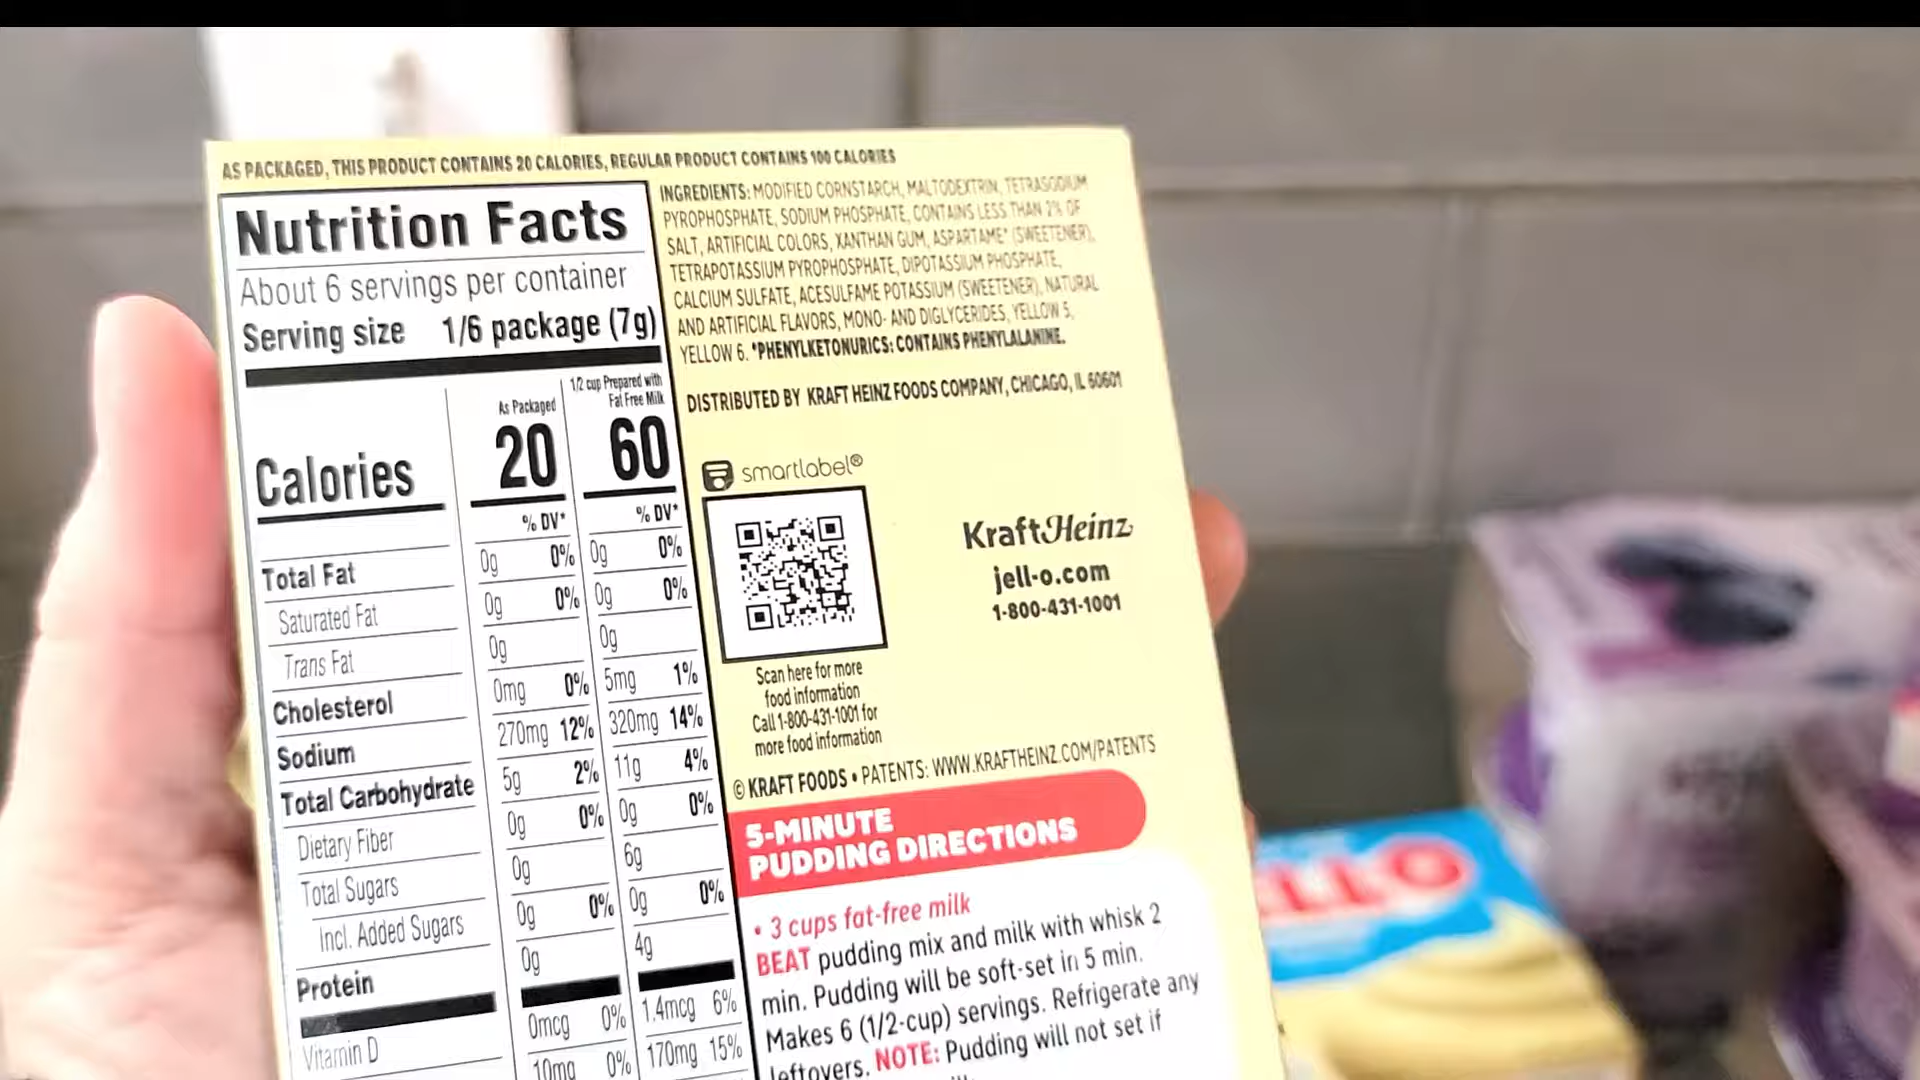 AS PACKAGED, THIS PRODUCT CONTAINS 20 CALORIES, REGULAR PRODUCT CONTAINS 100 CALORIES
Nutrition Facts
About 6 servings per container
Serving size 1/6 package (7g)
As Packaged
1/2 cup Prepared with
Fat Free Milk
Calories 20 60
% DV* % DV*
Total Fat 0g 0% 0g 0%
Saturated Fat 0g 0% 0g 0%
Trans Fat 0g 0g
Cholesterol 0mg 0% 5mg 1%
Sodium 270mg 12% 320mg 14%
Total Carbohydrate 5g 2% 11g 4%
Dietary Fiber 0g 0% 0g 0%
Total Sugars 0g 6g
Incl. Added Sugars 0g 0% 0g 0%
Protein 0g 4g
Vitamin D 0mcg 0% 1.4mcg 6%
10mg 0% 170mg 15%
INGREDIENTS: MODIFIED CORNSTARCH, MALTODEXTRIN, TETRASODIUM
PYROPHOSPHATE, SODIUM PHOSPHATE, CONTAINS LESS THAN 2% OF
SALT, ARTIFICIAL COLORS, XANTHAN GUM, ASPARTAME* (SWEETENER),
TETRAPOTASSIUM PYROPHOSPHATE, DIPOTASSIUM PHOSPHATE,
CALCIUM SULFATE, ACESULFAME POTASSIUM (SWEETENER), NATURAL
AND ARTIFICIAL FLAVORS, MONO- AND DIGLYCERIDES, YELLOW 5,
YELLOW 6. *PHENYLKETONURICS: CONTAINS PHENYLALANINE.
DISTRIBUTED BY KRAFT HEINZ FOODS COMPANY, CHICAGO, IL 60601
smartlabel®
Scan here for more
food information
Call 1-800-431-1001 for
more food information
KraftHeinz
jell-o.com
1-800-431-1001
© KRAFT FOODS • PATENTS: WWW.KRAFTHEINZ.COM/PATENTS
5-MINUTE
PUDDING DIRECTIONS
• 3 cups fat-free milk
BEAT pudding mix and milk with whisk 2
min. Pudding will be soft-set in 5 min.
Makes 6 (1/2-cup) servings. Refrigerate any
leftovers. NOTE: Pudding will not set if